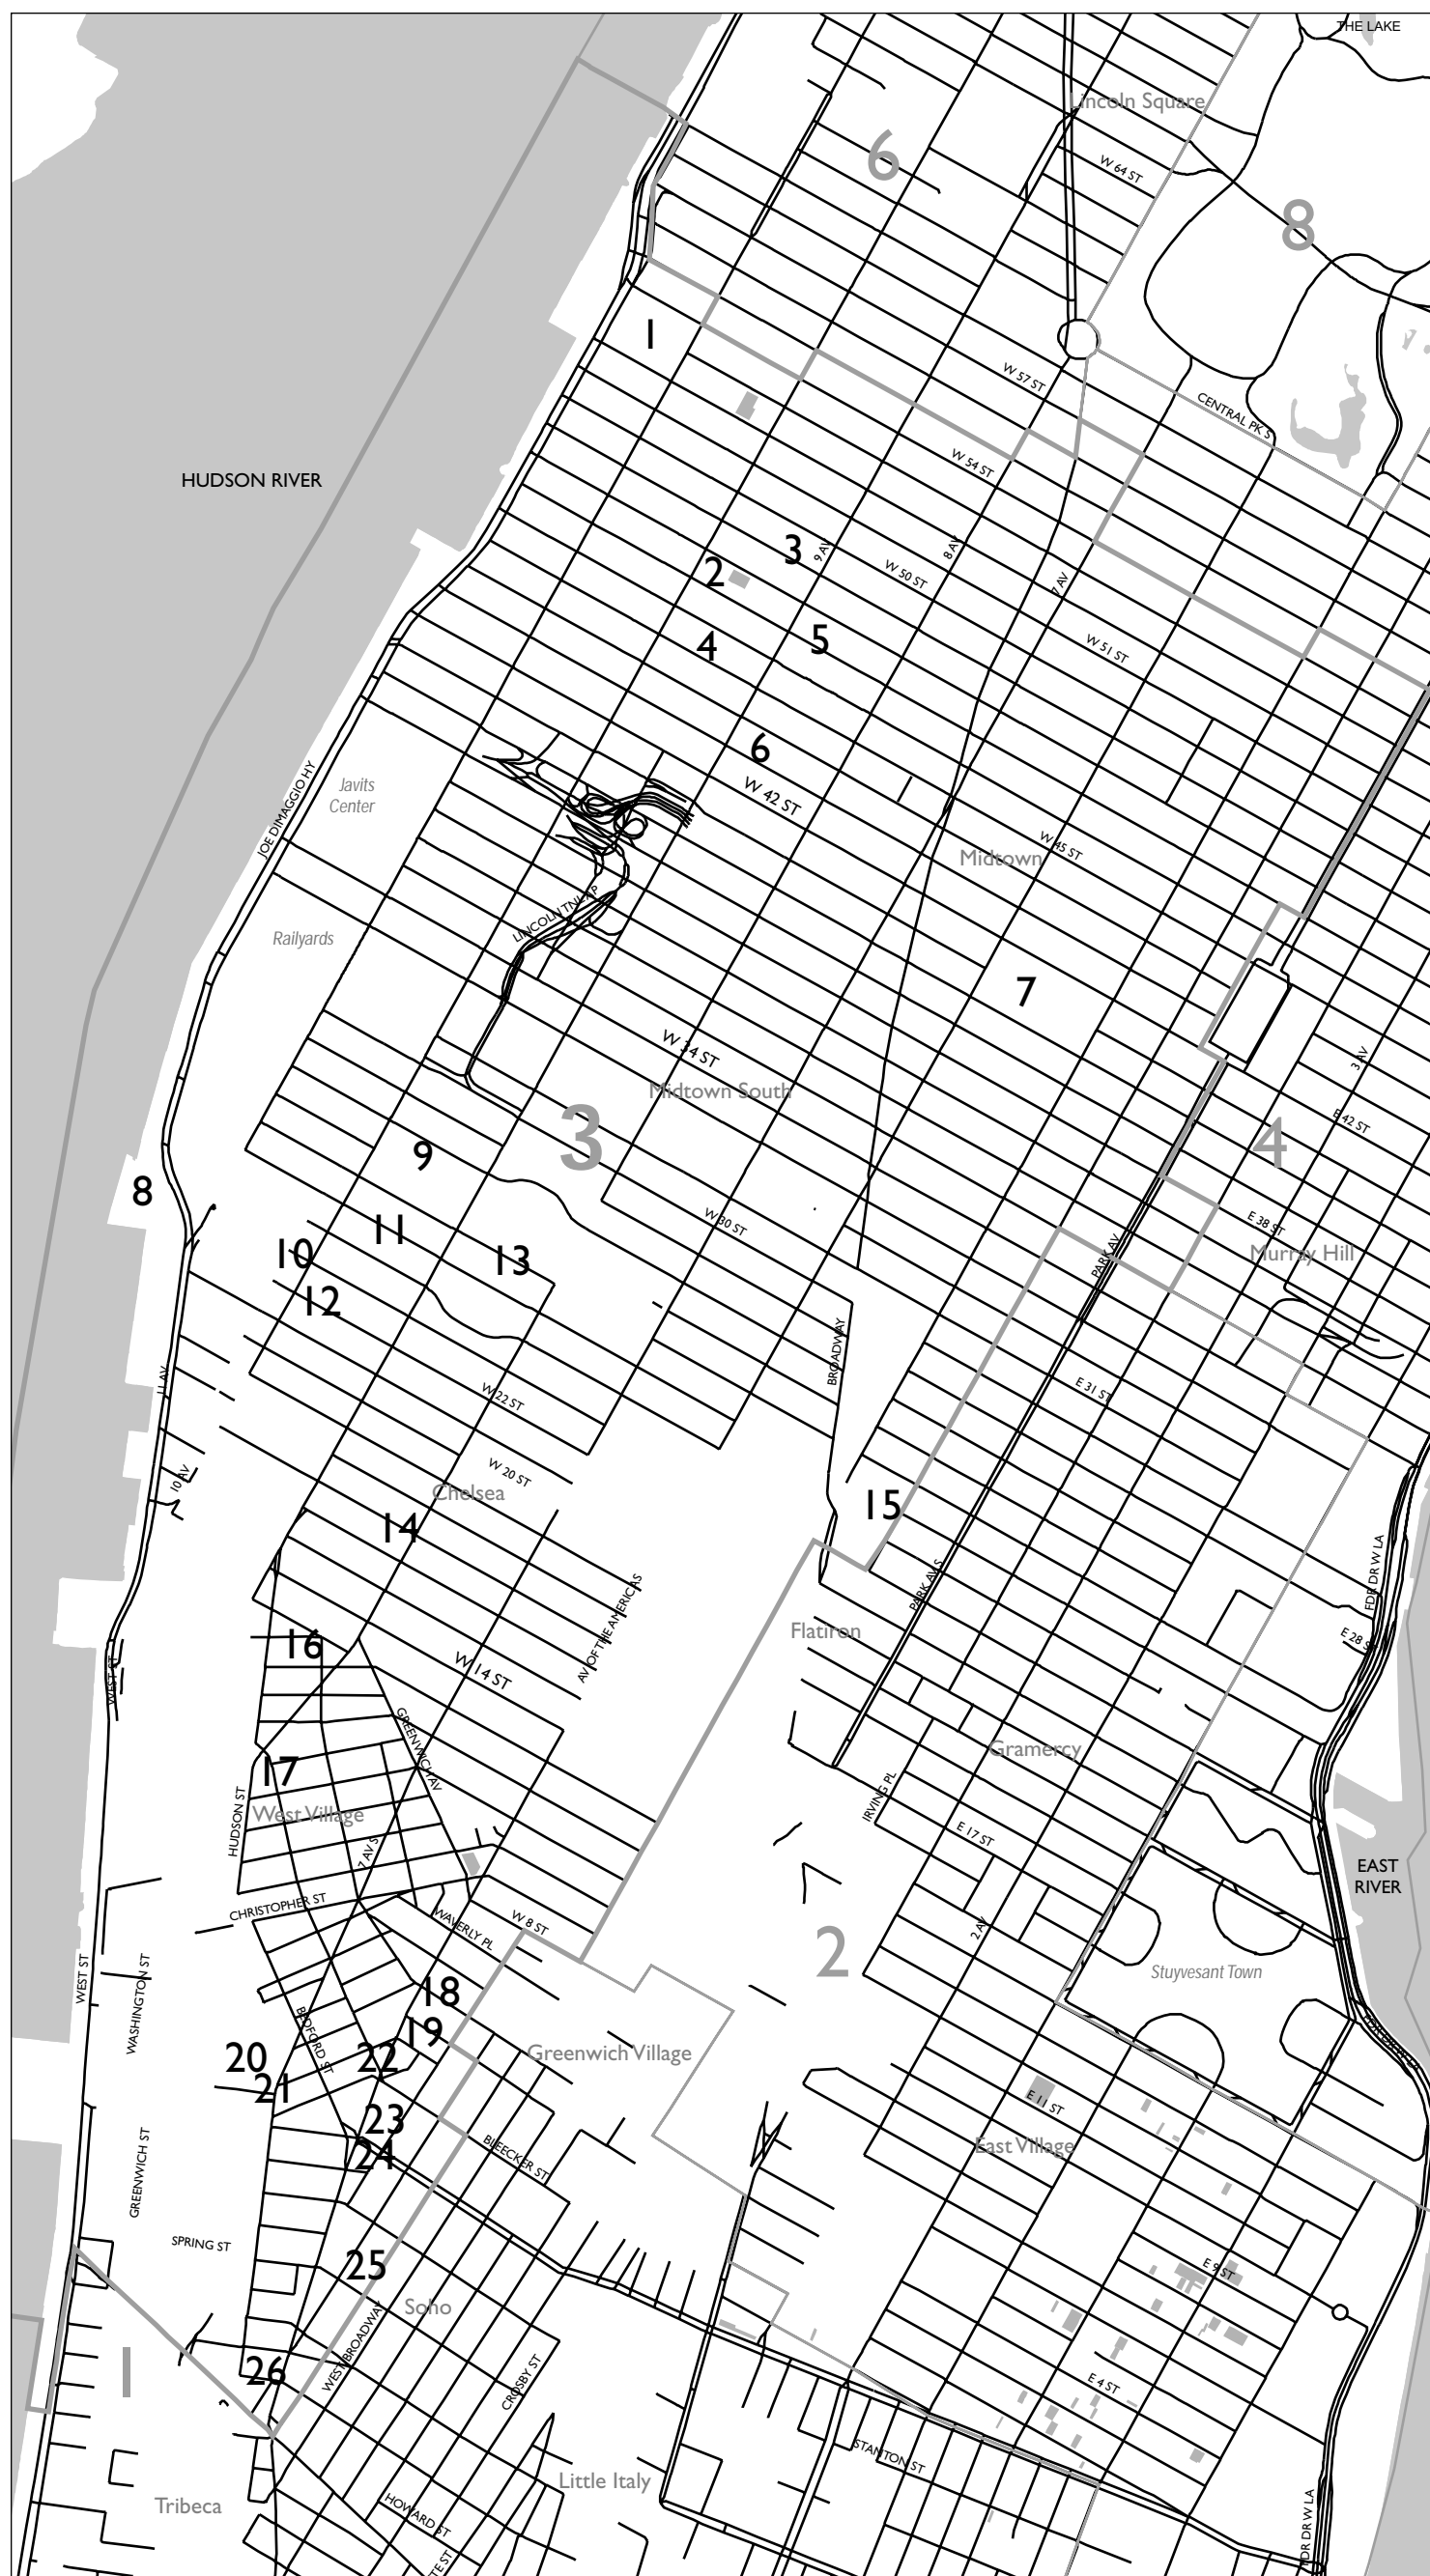 THE LAKE
Lincoln Square
6
W 64 ST
8
1
W 57 ST
CENTRAL PK S
W 54 ST
HUDSON RIVER
3
9 AV
8 AV
2
W 50 ST
7 AV
5
4
W 51 ST
6
W 42 ST
Javits
Center
JOE DIMAGGIO HY
W 45 ST
Midtown
LINCOLN TNL AP
Railyards
7
W 34 ST
3 AV
Midtown South
E 42 ST
3
4
9
8
W 30 ST
E 38 ST
11
10
13
Murray Hill
PARK AV
12
BROADWAY
11 AV
W 22 ST
E 31 ST
W 20 ST
10 AV
Chelsea
15
14
FDR DR W LA
PARK AV S
AV OF THE AMERICAS
Flatiron
16
E 28 ST
WEST ST
W 14 ST
GREENWICH AV
Gramercy
17
IRVING PL
HUDSON ST
West Village
E 17 ST
7 AV S
EAST
RIVER
CHRISTOPHER ST
WAVERLY PL
W 8 ST
2 AV
2
Stuyvesant Town
WEST ST
WASHINGTON ST
18
19
BEDFORD ST
Greenwich Village
20
22
21
E 11 ST
23
24
BLEECKER ST
East Village
GREENWICH ST
SPRING ST
25
E 9 ST
Soho
WEST BROADWAY
26
1
CROSBY ST
E 4 ST
STANTON ST
Little Italy
Tribeca
HOWARD ST
FDR DR W LA